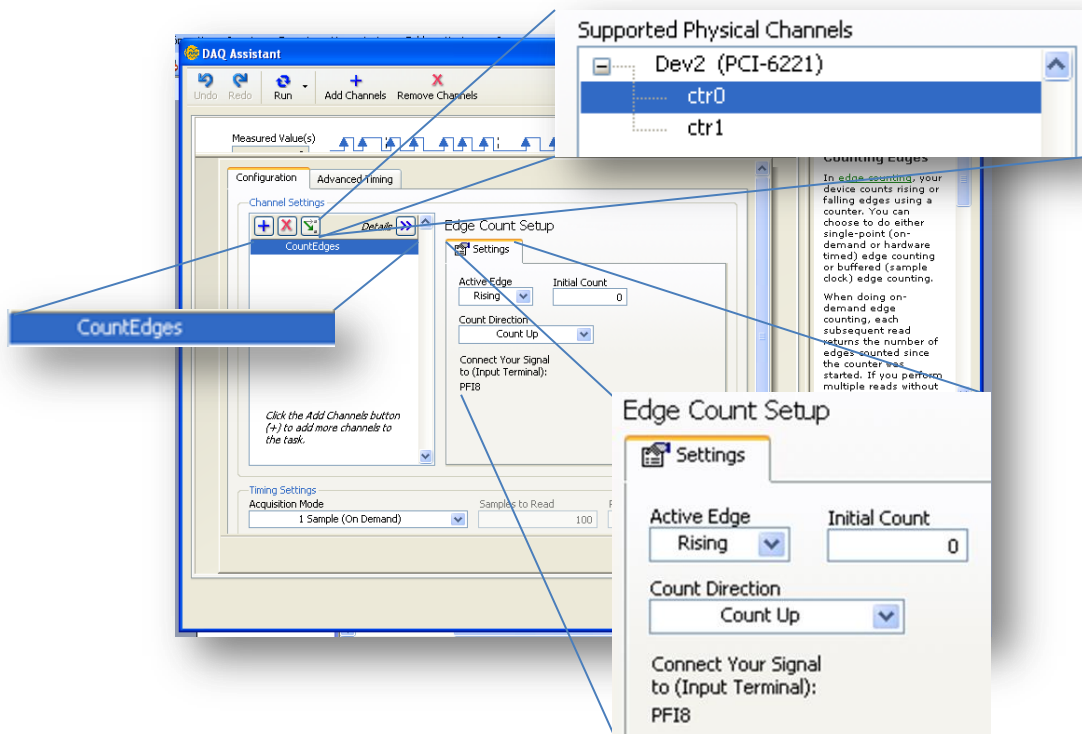 Supported Physical Channels
Dev2 (PCI-6221)
ctr0
ctr1
DAQ Assistant
Undo Redo Run Add Channels Remove Channels
Measured Value(s)
Configuration Advanced Timing
Channel Settings
Details
CountEdges
Click the Add Channels button
(+) to add more channels to
the task.
Edge Count Setup
Settings
Active Edge Initial Count
Rising 0
Count Direction
Count Up
Connect Your Signal
to (Input Terminal):
PFI8
Timing Settings
Acquisition Mode Samples to Read
1 Sample (On Demand) 100
Counting Edges
In edge counting, your
device counts rising or
falling edges using a
counter. You can
choose to do either
single-point (on-
demand or hardware
timed) edge counting
or buffered (sample
clock) edge counting.
When doing on-
demand edge
counting, each
subsequent read
returns the number of
edges counted since
the counter was
started. If you perform
multiple reads without
CountEdges
Edge Count Setup
Settings
Active Edge Initial Count
Rising 0
Count Direction
Count Up
Connect Your Signal
to (Input Terminal):
PFI8